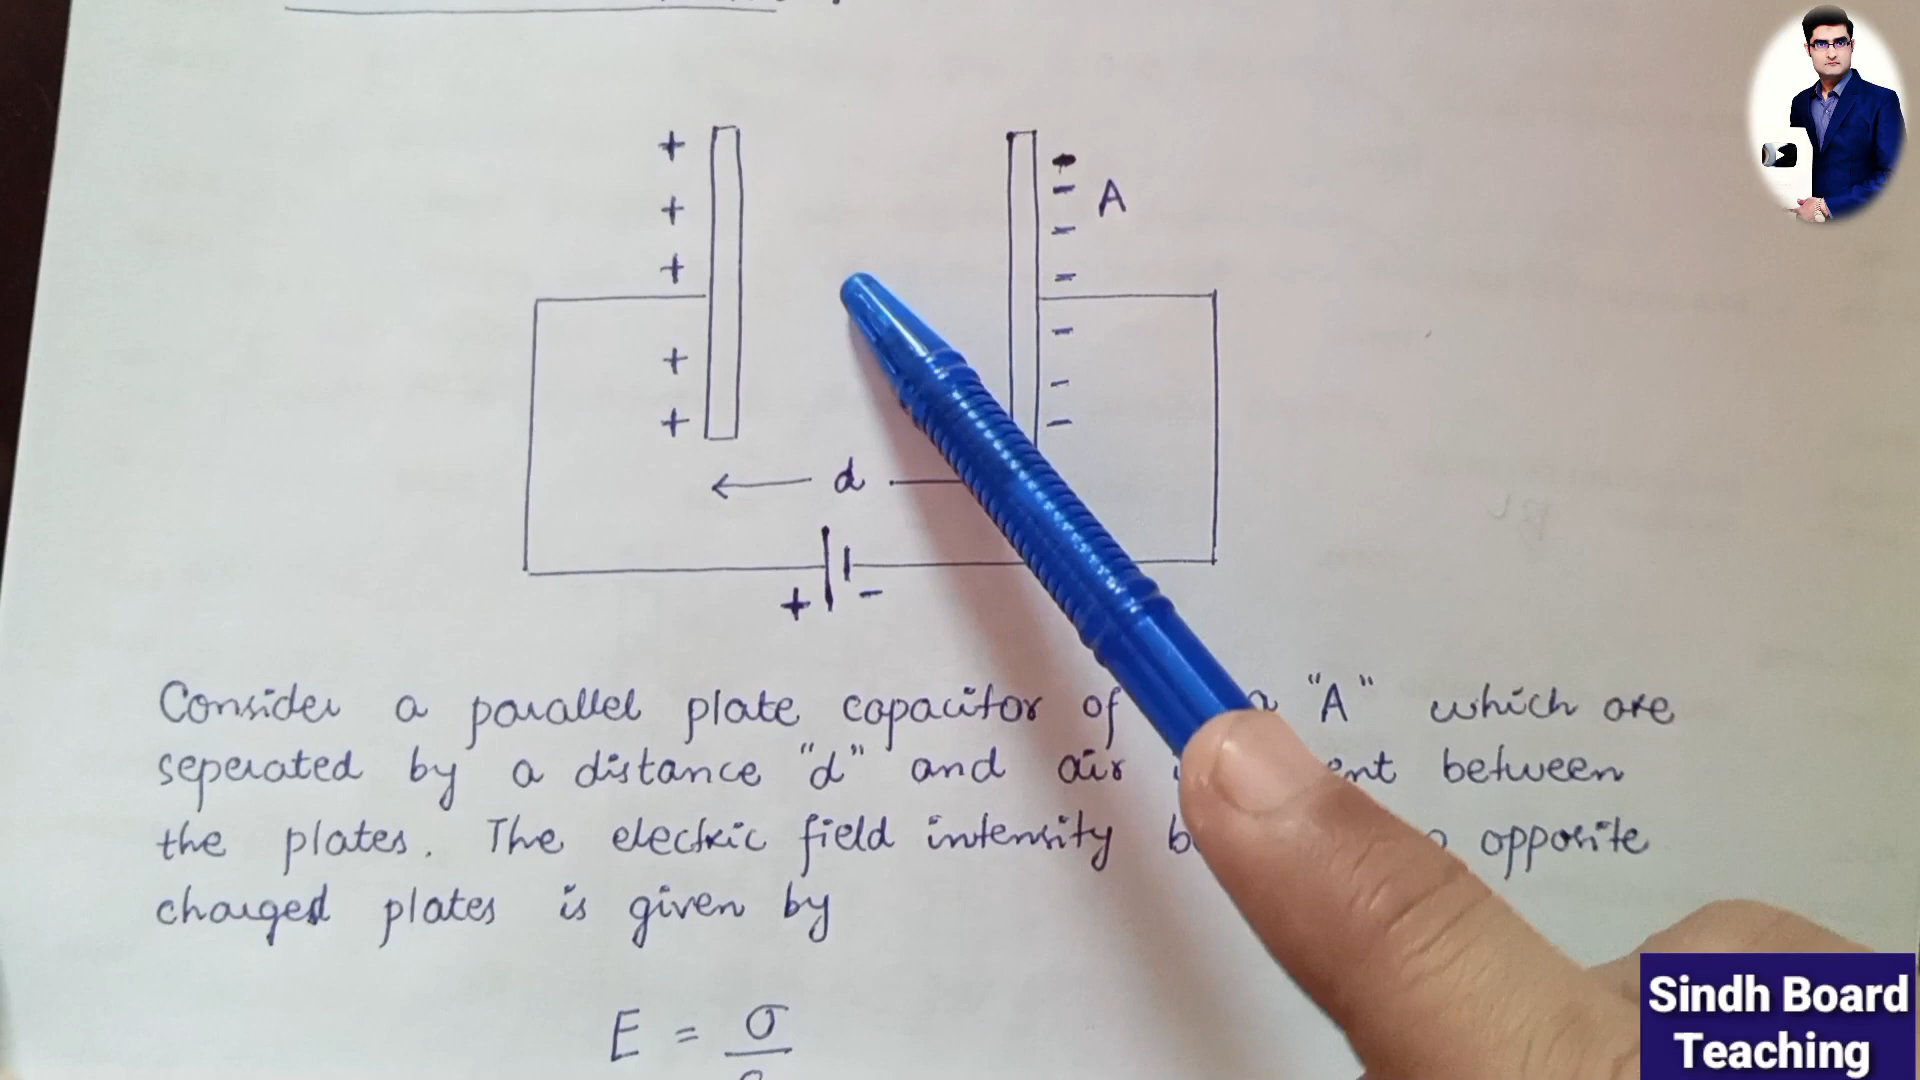 + +
+ - A
+ -
+ -
+ -
-
-
d
+ -
Consider a parallel plate capacitor of "A" which are
seperated by a distance "d" and air between
the plates. The electric field intensity opposite
charged plates is given by
E = σ
Sindh Board
Teaching